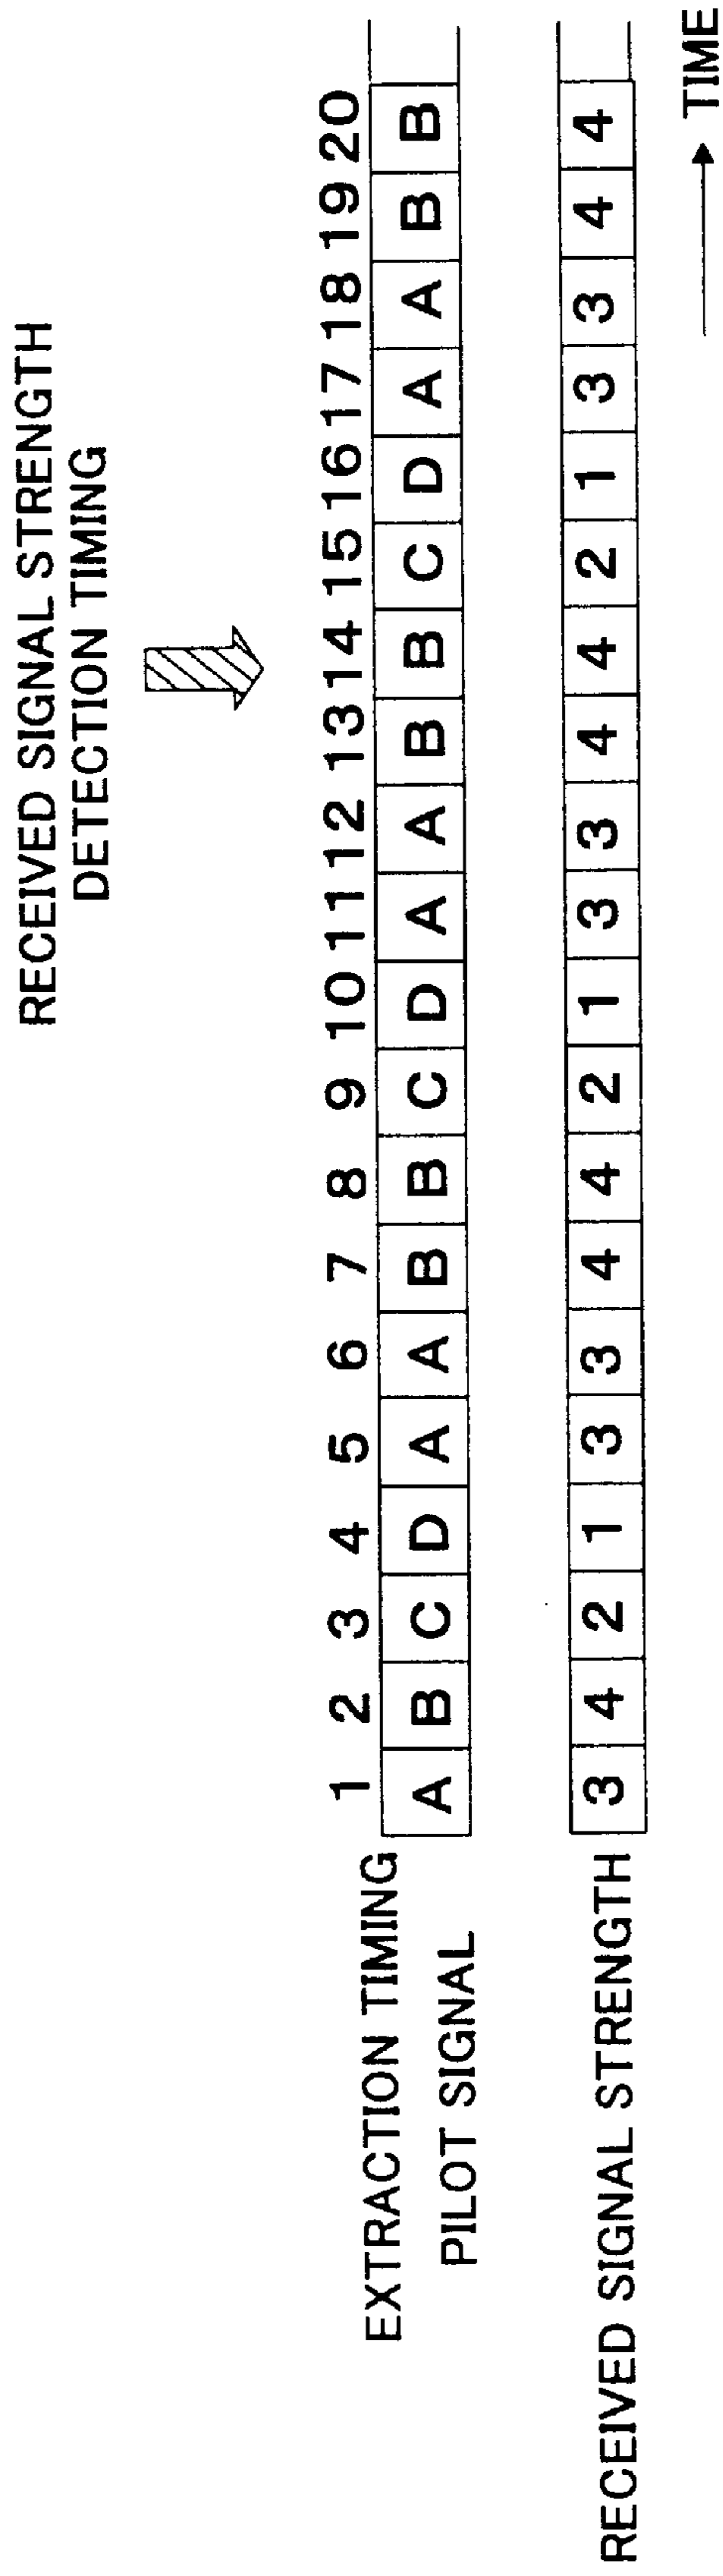 RECEIVED SIGNAL STRENGTH
DETECTION TIMING
EXTRACTION TIMING 1 2 3 4 5 6 7 8 9 10 11 12 13 14 15 16 17 18 19 20
PILOT SIGNAL A B C D A A B B C D A A B B C D A A B B
RECEIVED SIGNAL STRENGTH 3 4 2 1 3 3 4 4 2 1 3 3 4 4 2 1 3 3 4 4
TIME